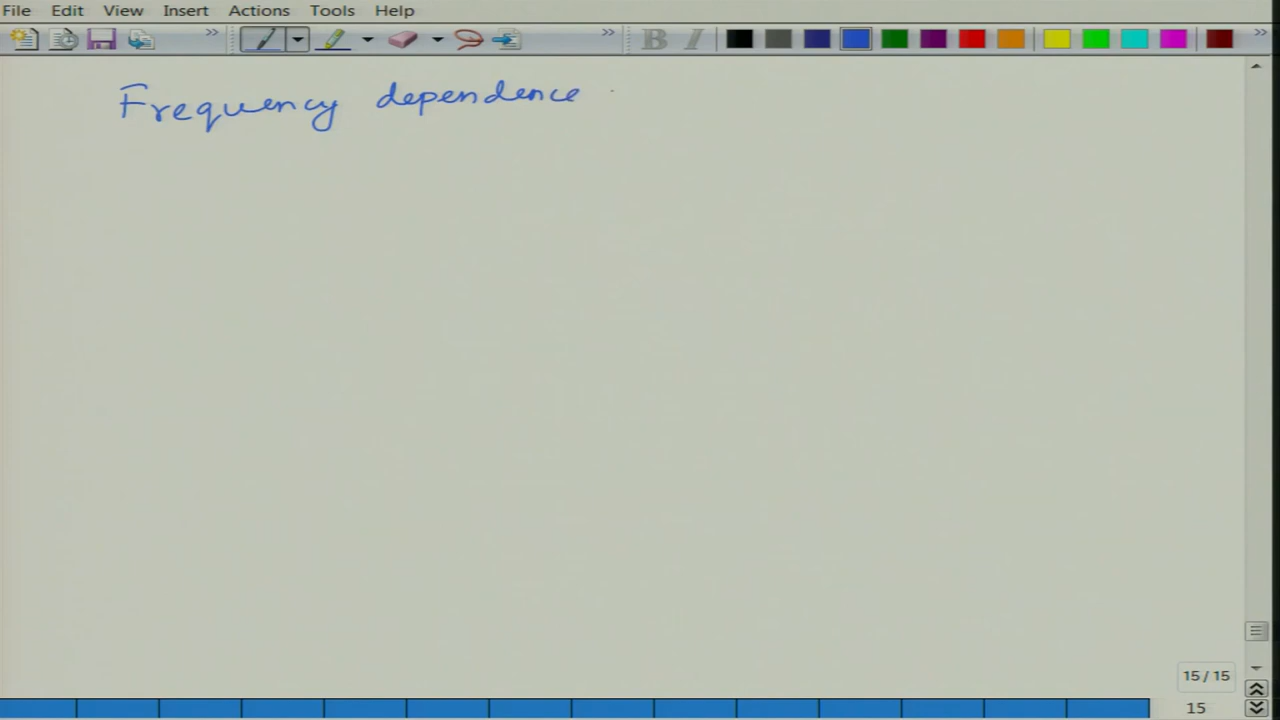 File Edit View Insert Actions Tools Help
B I
Frequency dependence
15 / 15
15